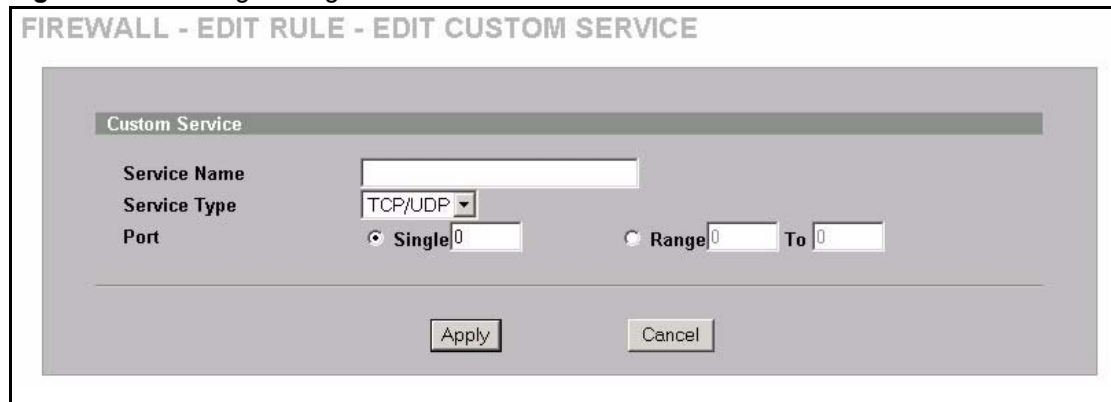 FIREWALL - EDIT RULE - EDIT CUSTOM SERVICE
Custom Service
Service Name
Service Type TCP/UDP
Port Single 0 Range 0 To 0
Apply Cancel